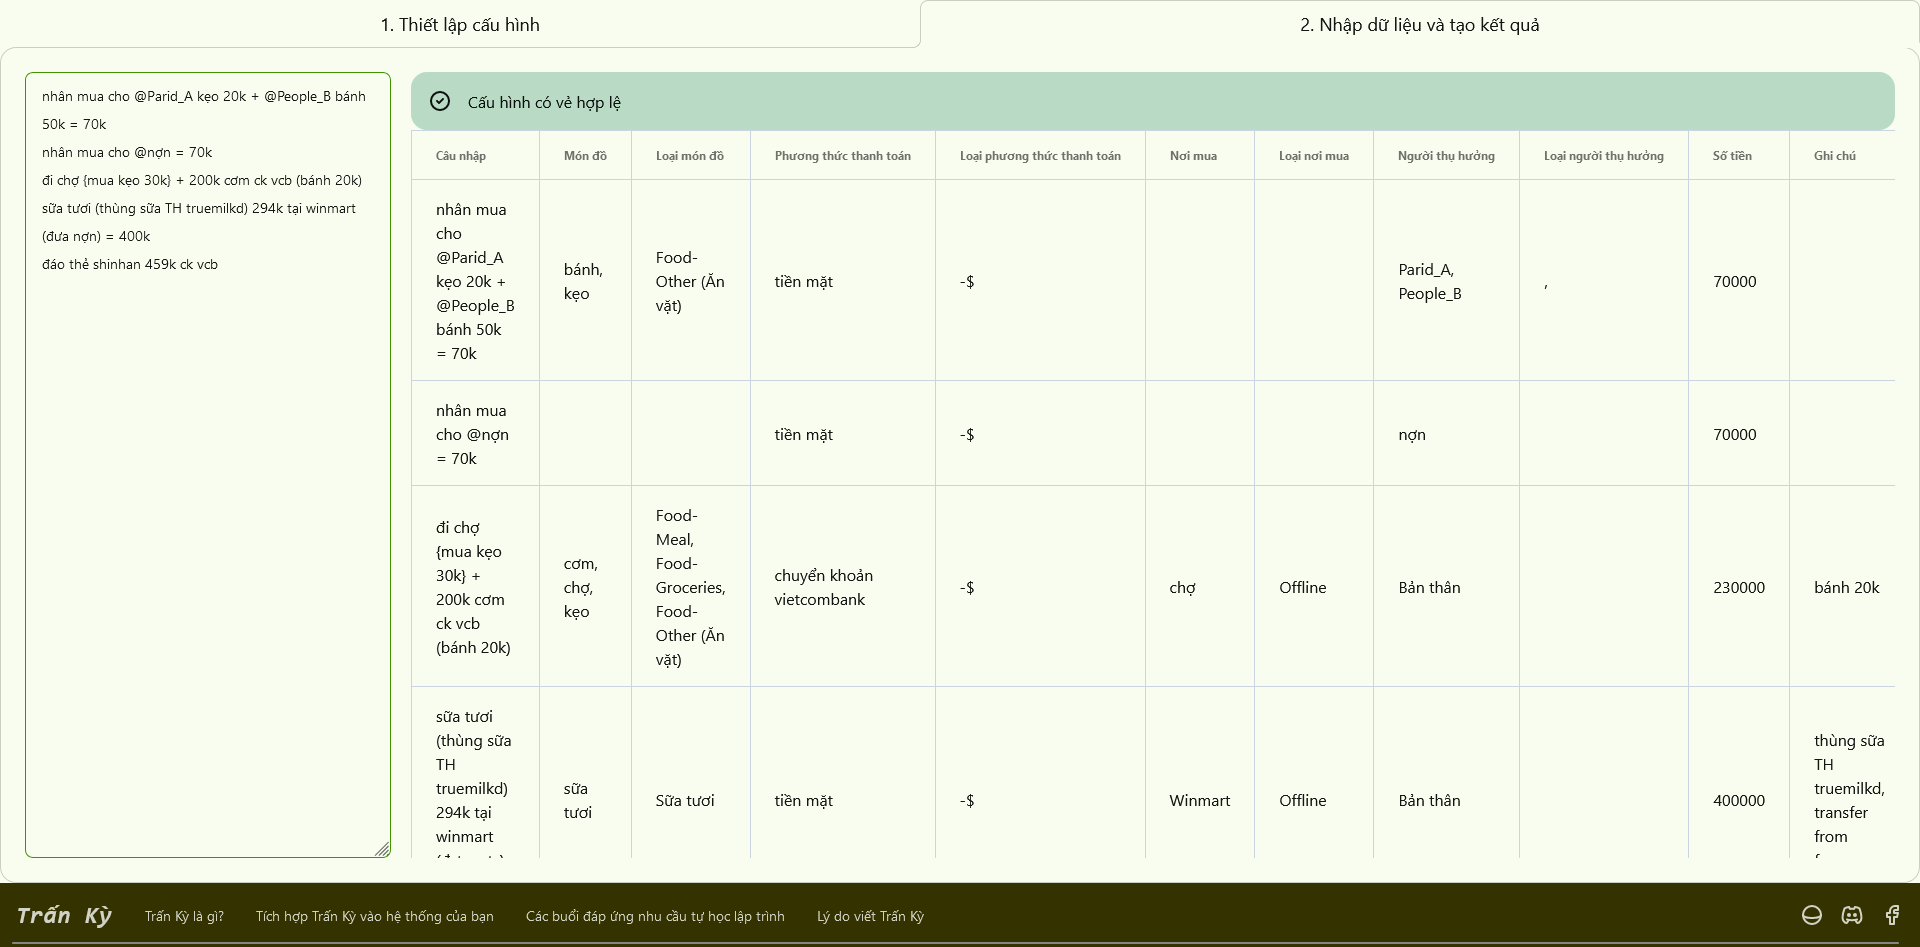 1. Thiết lập cấu hình
2. Nhập dữ liệu và tạo kết quả
nhân mua cho @Parid_A kẹo 20k + @People_B bánh
50k = 70k
nhân mua cho @nợn = 70k
đi chợ {mua kẹo 30k} + 200k cơm ck vcb (bánh 20k)
sữa tươi (thùng sữa TH truemilkd) 294k tại winmart
(đưa nợn) = 400k
đáo thẻ shinhan 459k ck vcb
Cấu hình có vẻ hợp lệ
Câu nhập
Món đồ
Loại món đồ
Phương thức thanh toán
Loại phương thức thanh toán
Nơi mua
Loại nơi mua
Người thụ hưởng
Loại người thụ hưởng
Số tiền
Ghi chú
nhân mua
cho
@Parid_A
kẹo 20k +
@People_B
bánh 50k
= 70k
bánh,
kẹo
Food-
Other (Ăn
vặt)
tiền mặt
-$
Parid_A,
People_B
,
70000
nhân mua
cho @nợn
= 70k
tiền mặt
-$
nợn
70000
đi chợ
{mua kẹo
30k} +
200k cơm
ck vcb
(bánh 20k)
cơm,
chợ,
kẹo
Food-
Meal,
Food-
Groceries,
Food-
Other (Ăn
vặt)
chuyển khoản
vietcombank
-$
chợ
Offline
Bản thân
230000
bánh 20k
sữa tươi
(thùng sữa
TH
truemilkd)
294k tại
winmart
sữa
tươi
Sữa tươi
tiền mặt
-$
Winmart
Offline
Bản thân
400000
thùng sữa
TH
truemilkd,
transfer
from
Trấn Kỳ
Trấn Kỳ là gì?
Tích hợp Trấn Kỳ vào hệ thống của bạn
Các buổi đáp ứng nhu cầu tự học lập trình
Lý do viết Trấn Kỳ